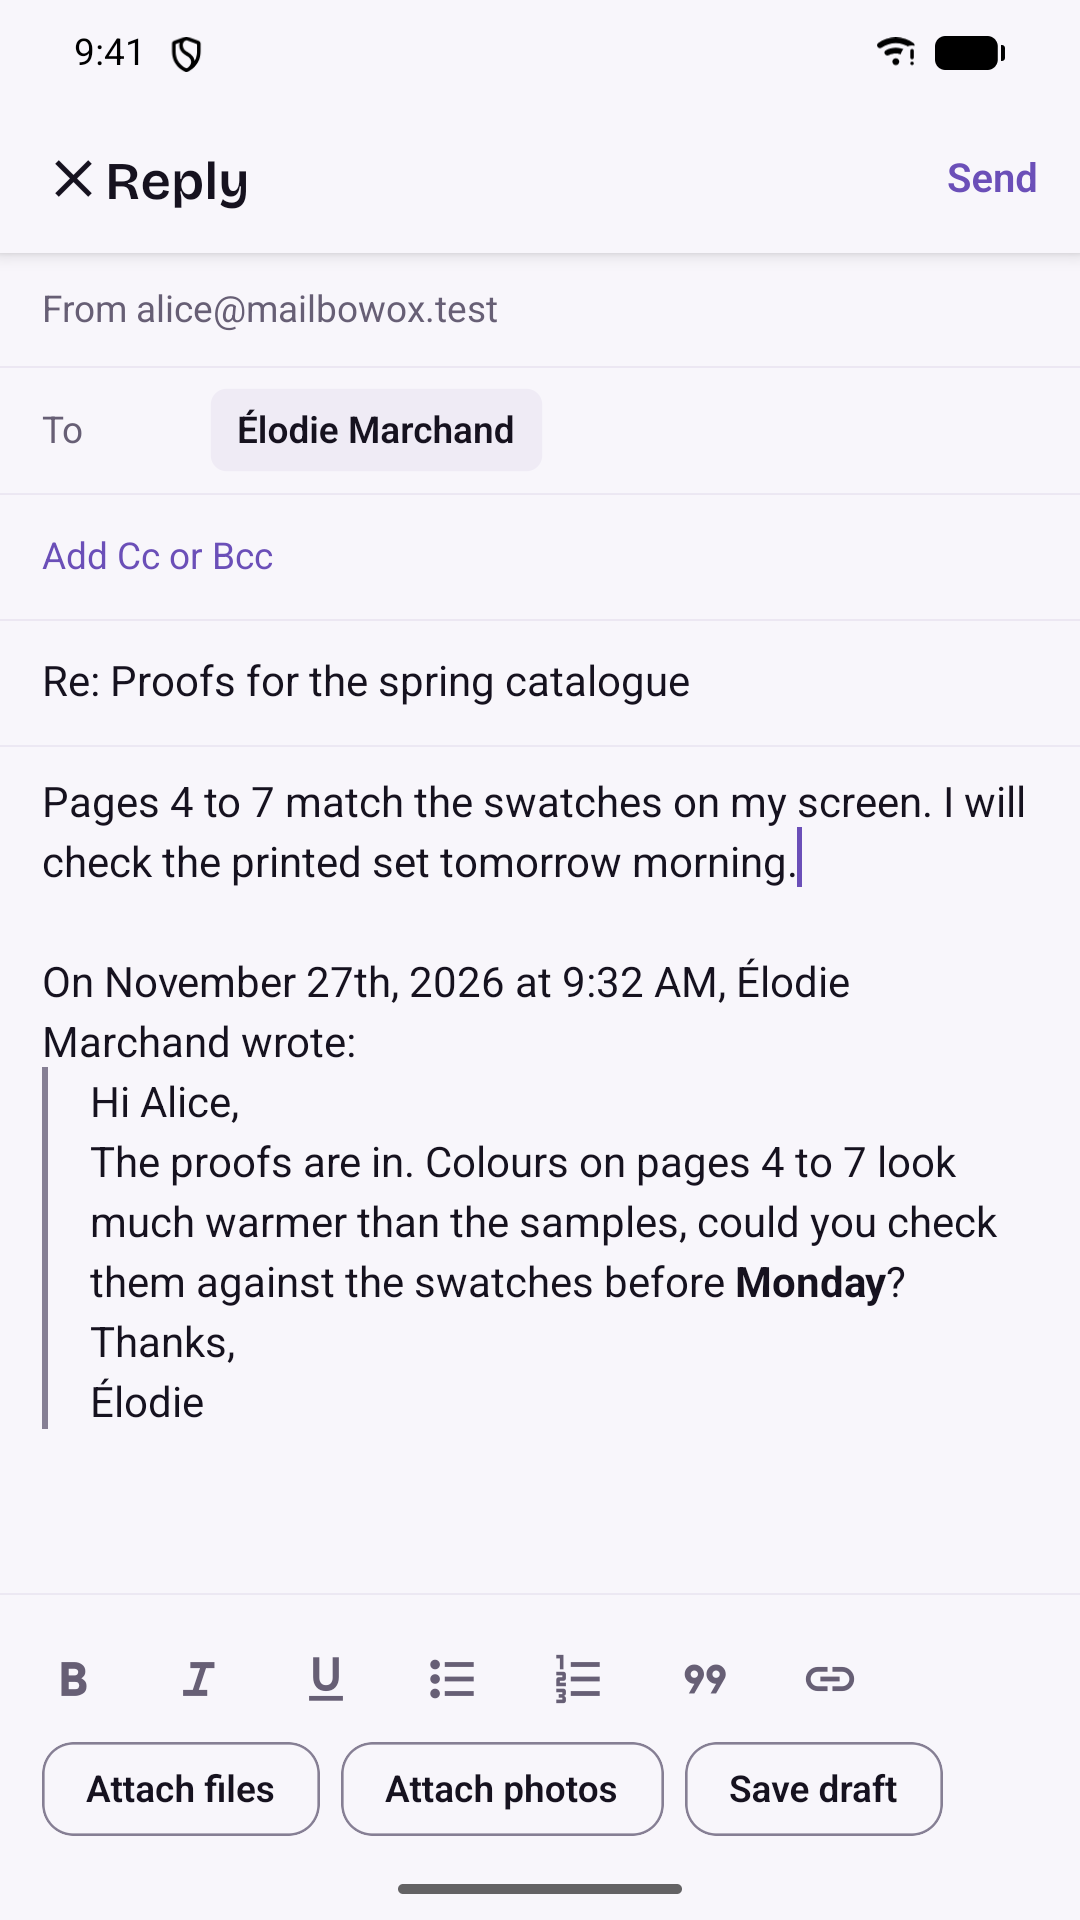 9:41
Reply
Send
From alice@mailbowox.test
To
Élodie Marchand
Add Cc or Bcc
Re: Proofs for the spring catalogue
Pages 4 to 7 match the swatches on my screen. I will
check the printed set tomorrow morning.
On November 27th, 2026 at 9:32 AM, Élodie
Marchand wrote:
Hi Alice,
The proofs are in. Colours on pages 4 to 7 look
much warmer than the samples, could you check
them against the swatches before Monday?
Thanks,
Élodie
Attach files
Attach photos
Save draft